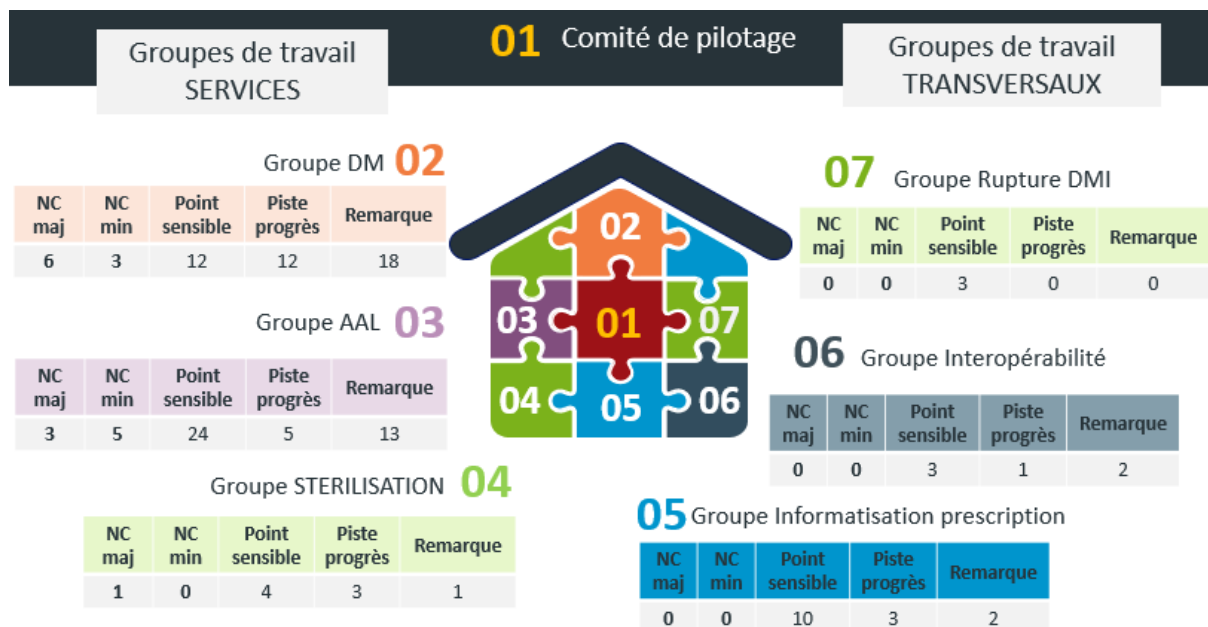 Groupes de travail
SERVICES
01 Comité de pilotage
Groupes de travail
TRANSVERSAUX
Groupe DM 02
NC maj NC min Point sensible Piste progrès Remarque
6 3 12 12 18
Groupe AAL 03
NC maj NC min Point sensible Piste progrès Remarque
3 5 24 5 13
Groupe STERILISATION 04
NC maj NC min Point sensible Piste progrès Remarque
1 0 4 3 1
02
03 01 07
04 05 06
07 Groupe Rupture DMI
NC maj NC min Point sensible Piste progrès Remarque
0 0 3 0 0
06 Groupe Interopérabilité
NC maj NC min Point sensible Piste progrès Remarque
0 0 3 1 2
05 Groupe Informatisation prescription
NC maj NC min Point sensible Piste progrès Remarque
0 0 10 3 2